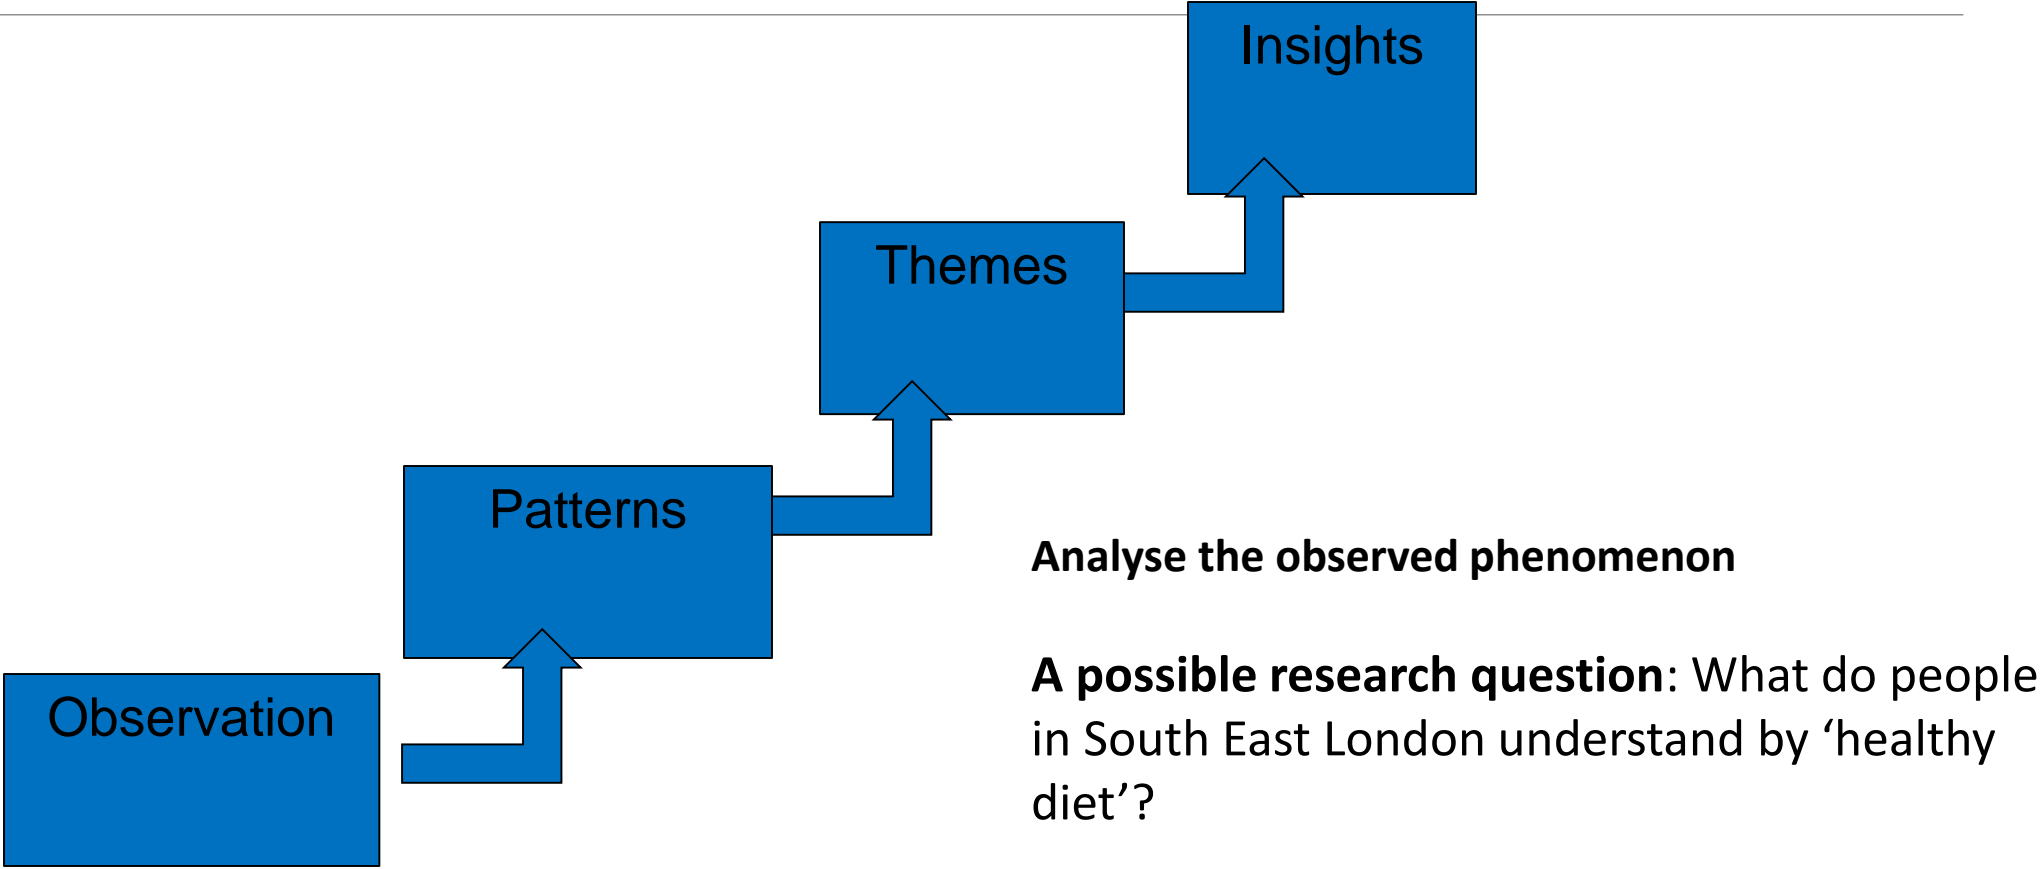 Insights
Themes
Patterns
Observation
Analyse the observed phenomenon
A possible research question: What do people
in South East London understand by ‘healthy
diet’?